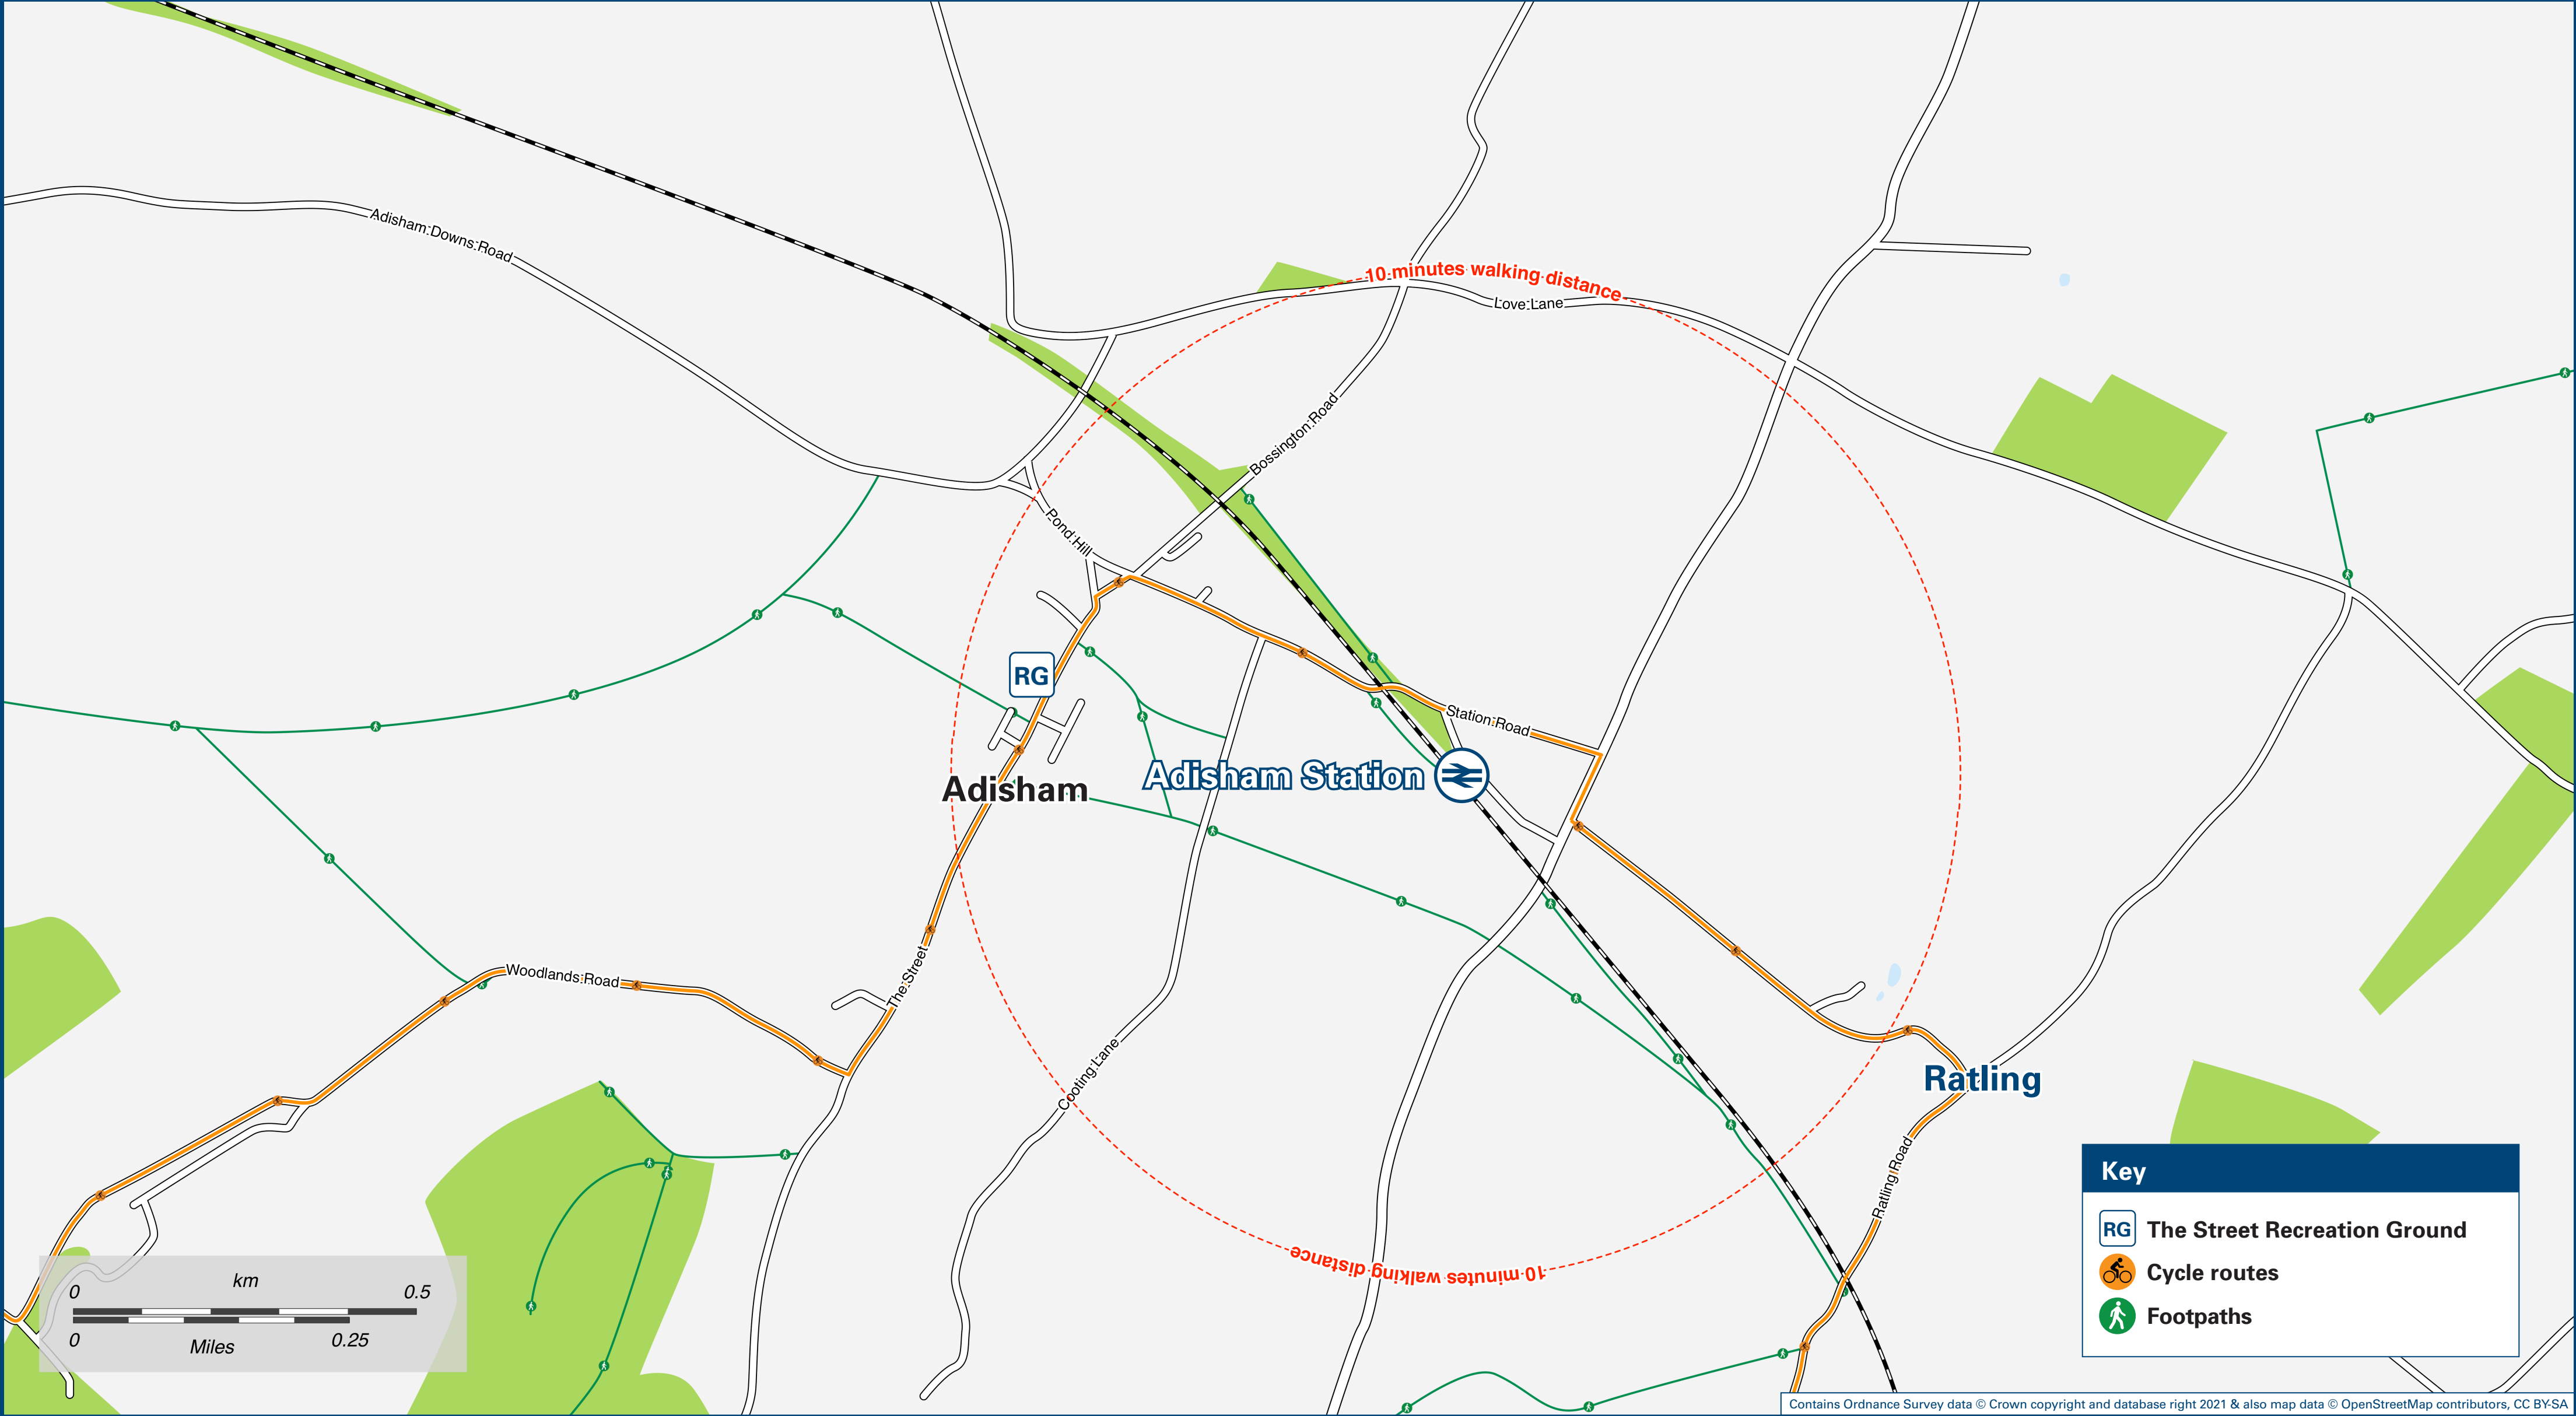 Adisham Downs Road
10 minutes walking distance
Love Lane
Bossington Road
Pond Hill
RG
Station Road
Adisham Station
Adisham
The Street
Woodlands Road
Cooting Lane
Ratling
Ratling Road
10 minutes walking distance
km
0 0.5
0 0.25
Miles
Key
RG The Street Recreation Ground
Cycle routes
Footpaths
Contains Ordnance Survey data © Crown copyright and database right 2021 & also map data © OpenStreetMap contributors, CC BY-SA